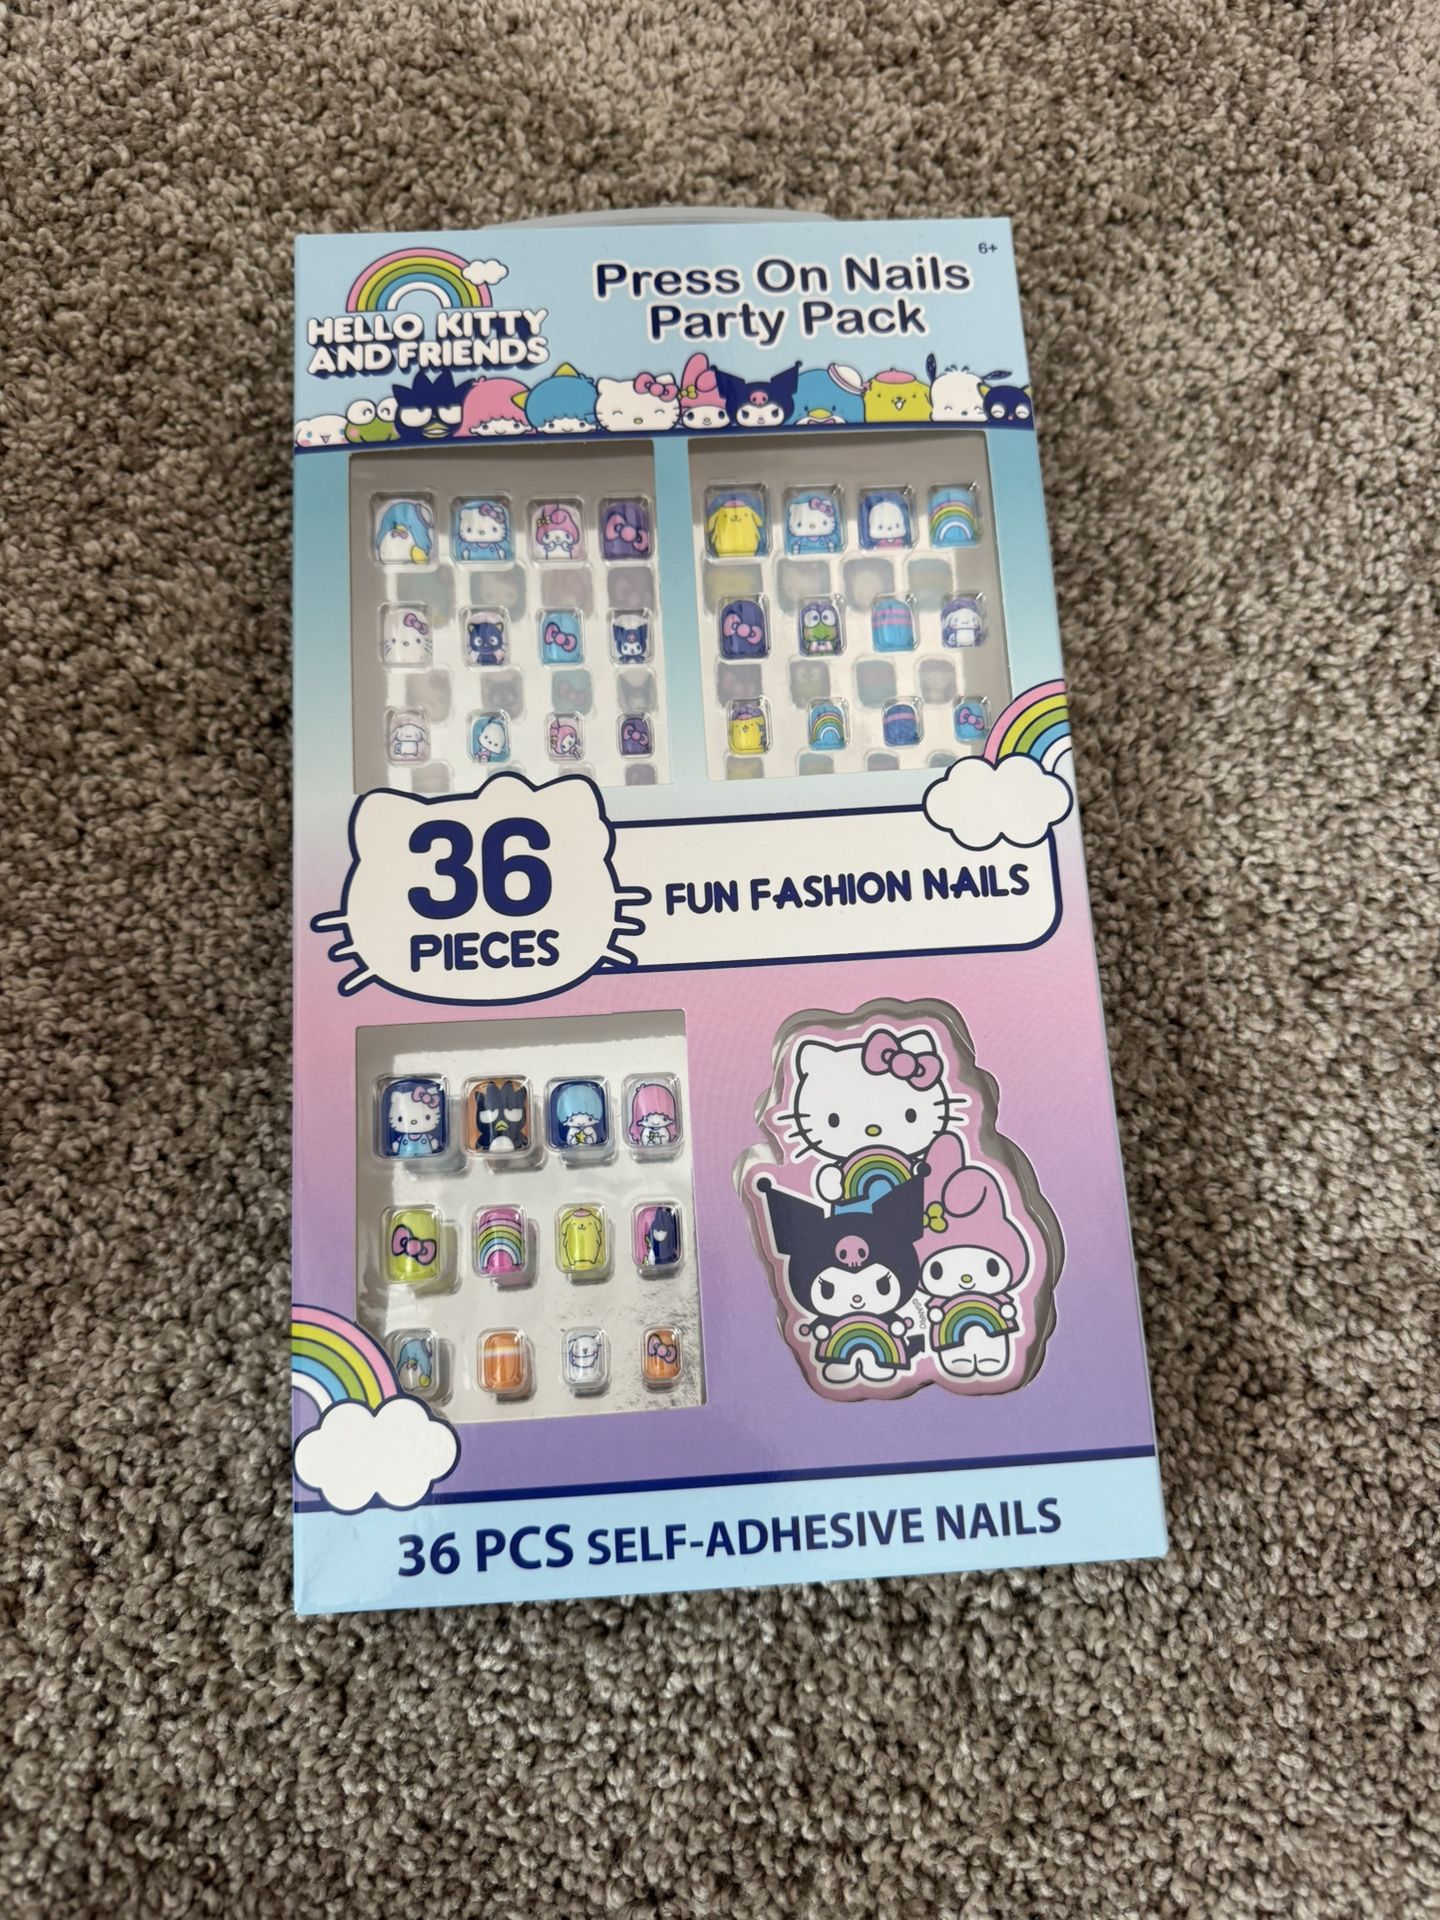 6+
HELLO KITTY
AND FRIENDS
Press On Nails
Party Pack
36
PIECES
FUN FASHION NAILS
©SANRIO
36 PCS SELF-ADHESIVE NAILS